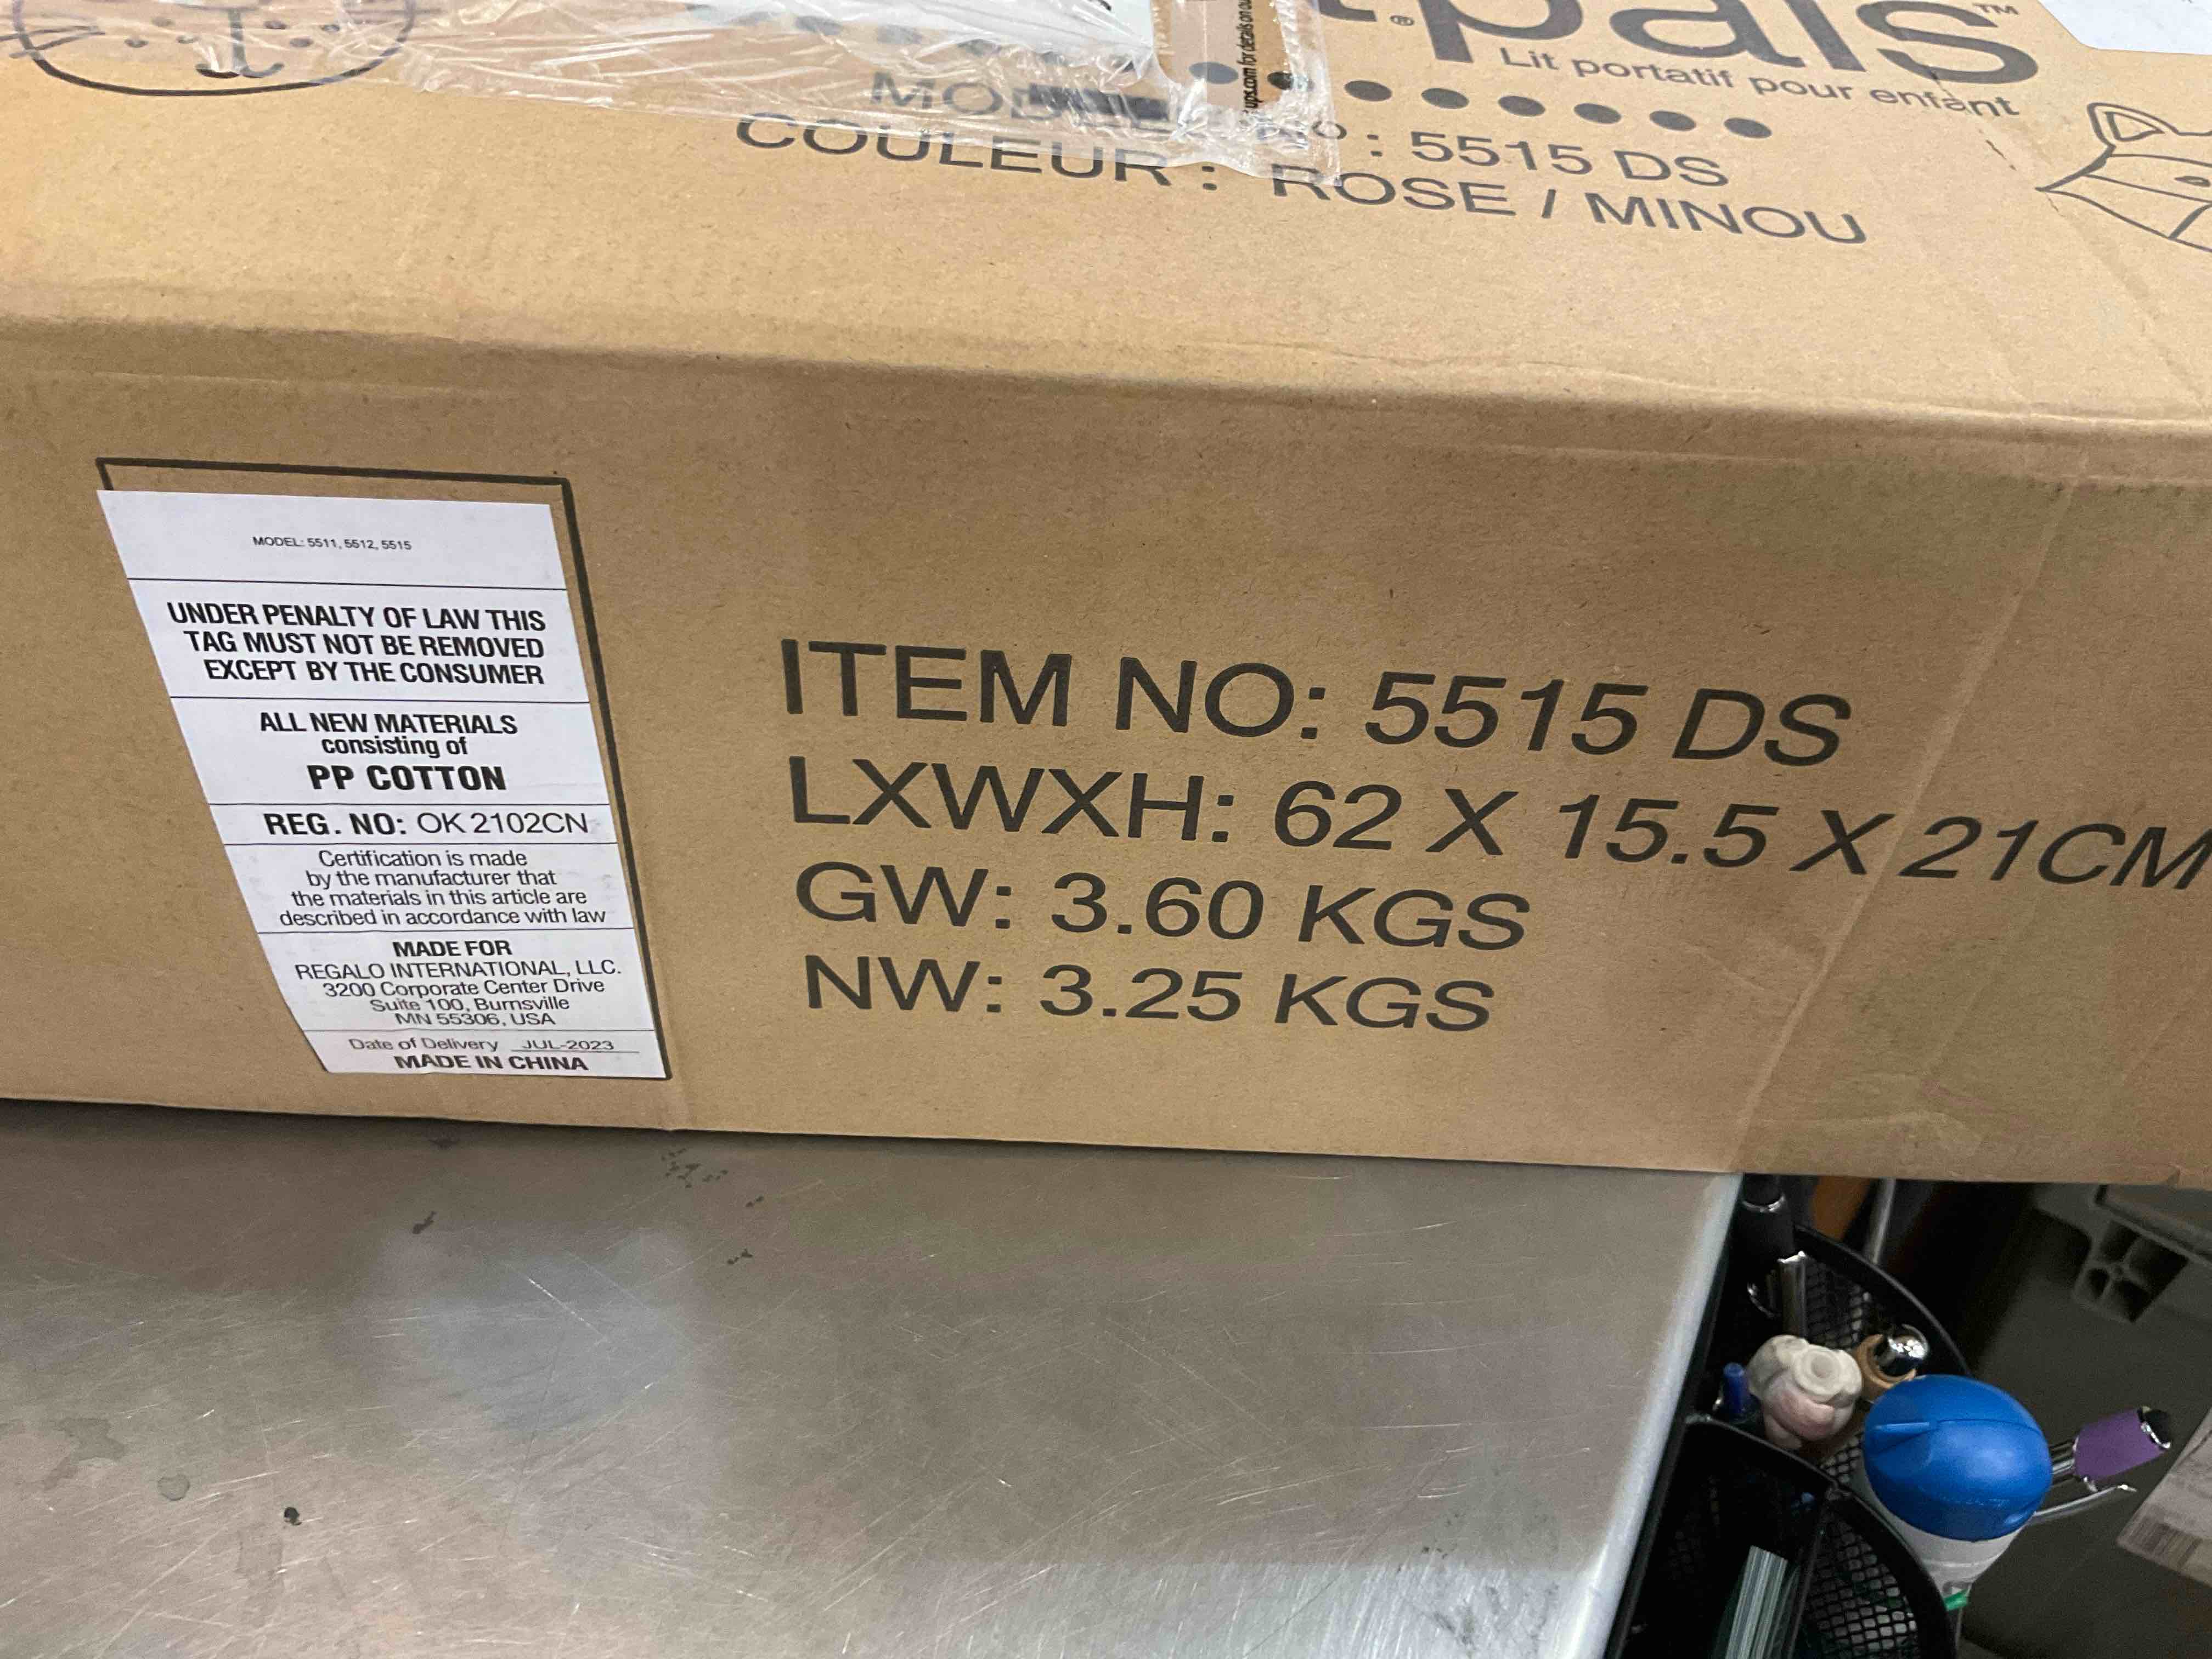 pals™
Lit portatif pour enfant
ups.com for details on
: 5515 DS
COULEUR : ROSE / MINOU
MODEL: 5511, 5512, 5515
UNDER PENALTY OF LAW THIS
TAG MUST NOT BE REMOVED
EXCEPT BY THE CONSUMER
ALL NEW MATERIALS
consisting of
PP COTTON
REG. NO: OK 2102CN
Certification is made
by the manufacturer that
the materials in this article are
described in accordance with law
MADE FOR
REGALO INTERNATIONAL, LLC.
3200 Corporate Center Drive
Suite 100, Burnsville
MN 55306, USA
Date of Delivery JUL-2023
MADE IN CHINA
ITEM NO: 5515 DS
LXWXH: 62 X 15.5 X 21CM
GW: 3.60 KGS
NW: 3.25 KGS